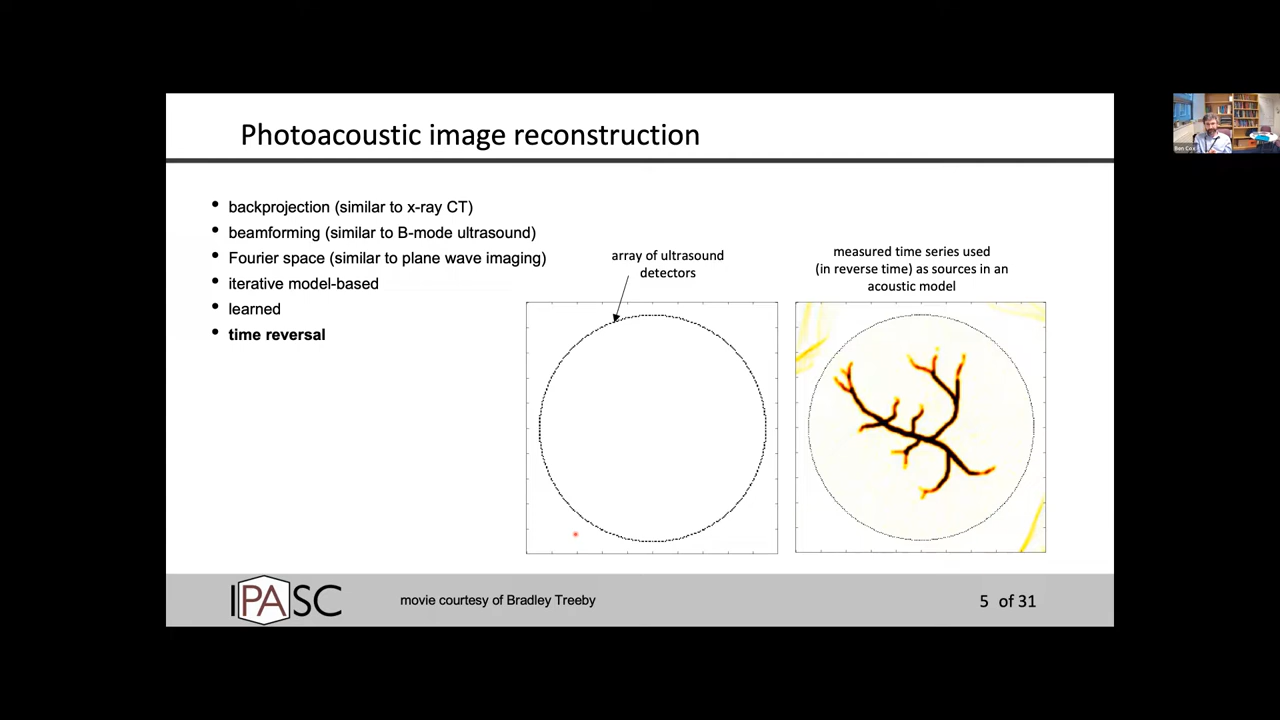 Photoacoustic image reconstruction
• backprojection (similar to x-ray CT)
• beamforming (similar to B-mode ultrasound)
• Fourier space (similar to plane wave imaging)
• iterative model-based
• learned
• time reversal
array of ultrasound
detectors
measured time series used
(in reverse time) as sources in an
acoustic model
IPASC
movie courtesy of Bradley Treeby
5 of 31
Ben Cox